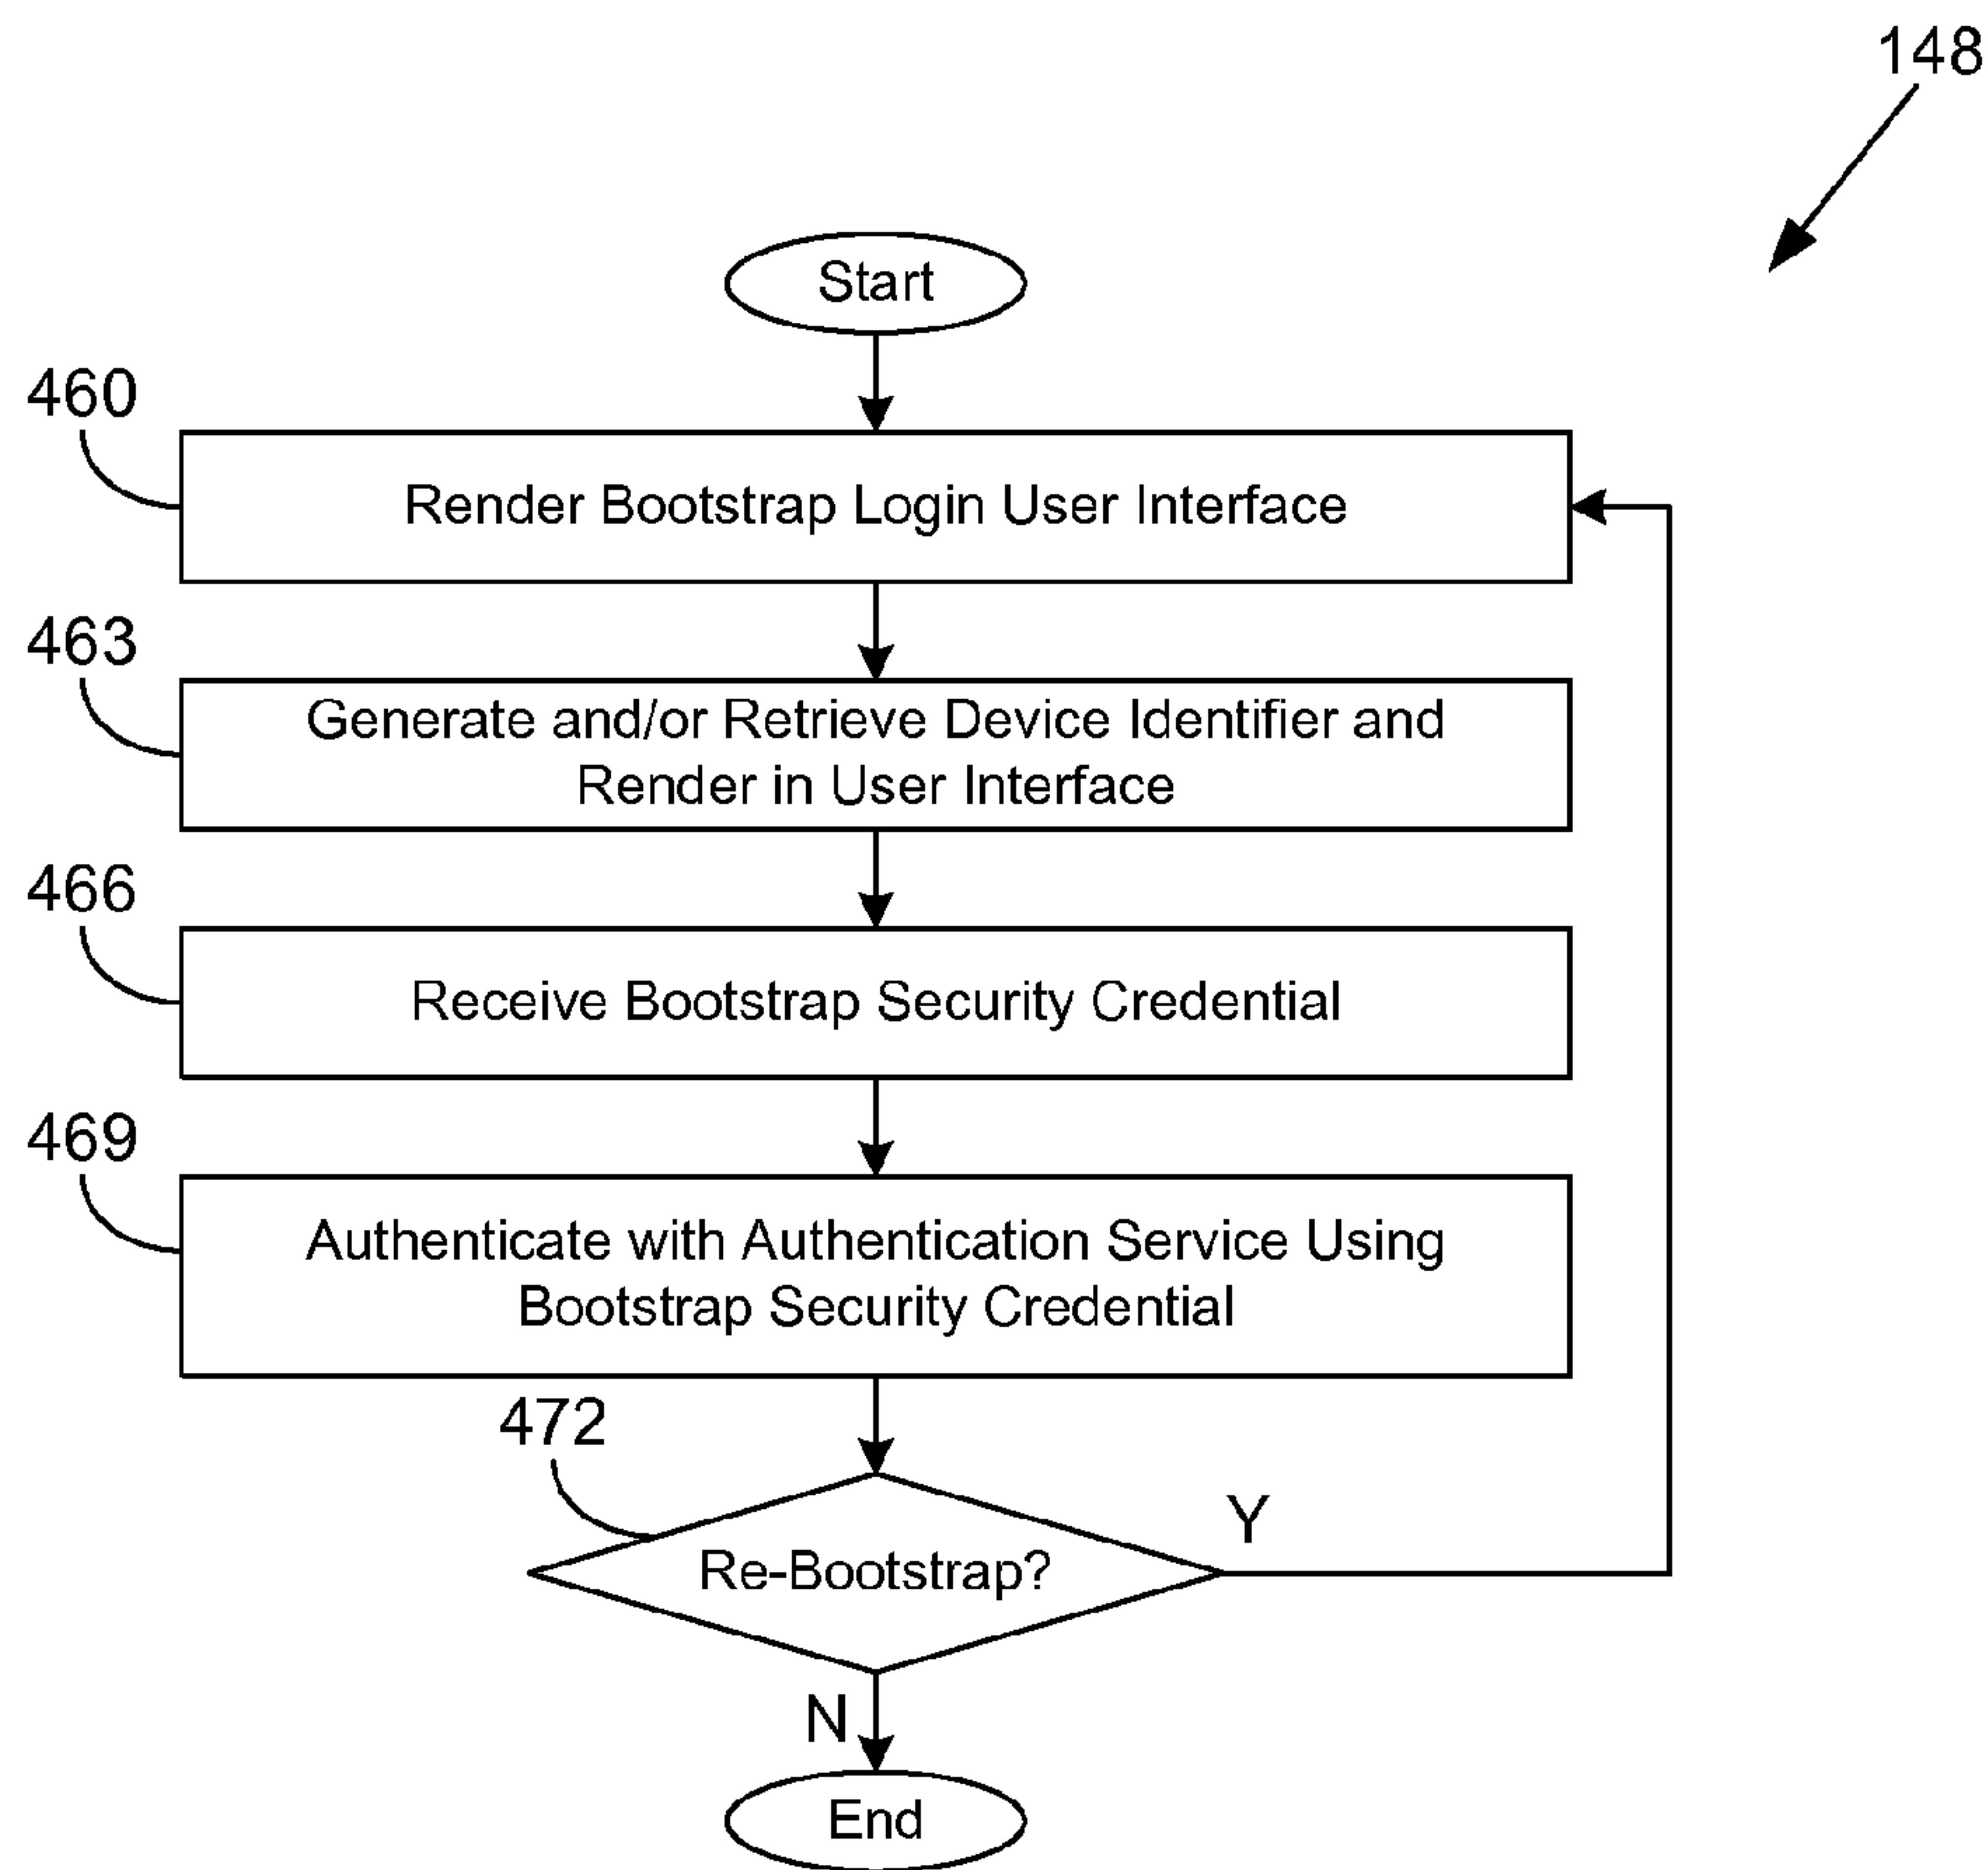 148
Start
460
Render Bootstrap Login User Interface
463
Generate and/or Retrieve Device Identifier and
Render in User Interface
466
Receive Bootstrap Security Credential
469
Authenticate with Authentication Service Using
Bootstrap Security Credential
472
Re-Bootstrap?
Y
N
End